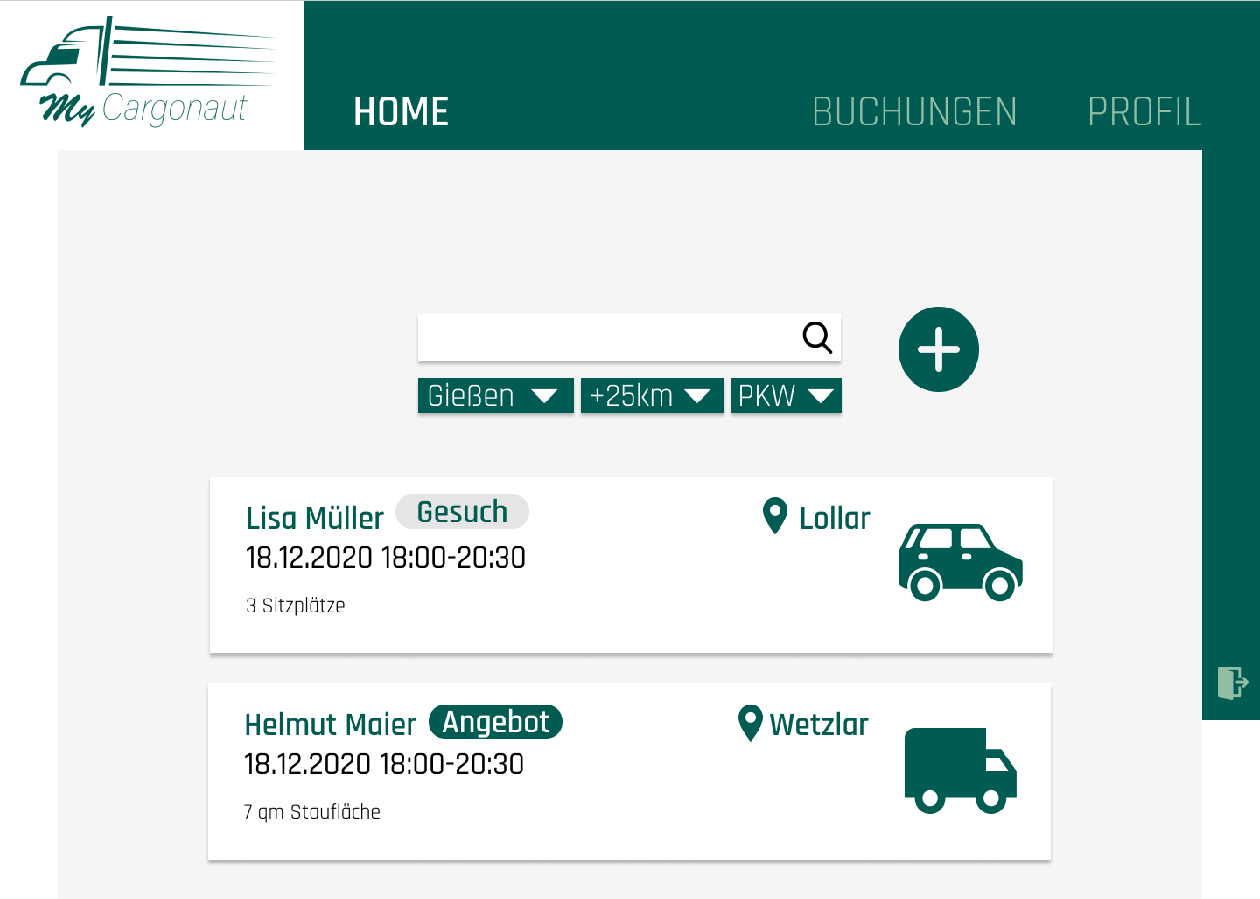 My Cargonaut
HOME BUCHUNGEN PROFIL
Gießen +25km PKW
Lisa Müller Gesuch Lollar
18.12.2020 18:00-20:30
3 Sitzplätze
Helmut Maier Angebot Wetzlar
18.12.2020 18:00-20:30
7 qm Staufläche